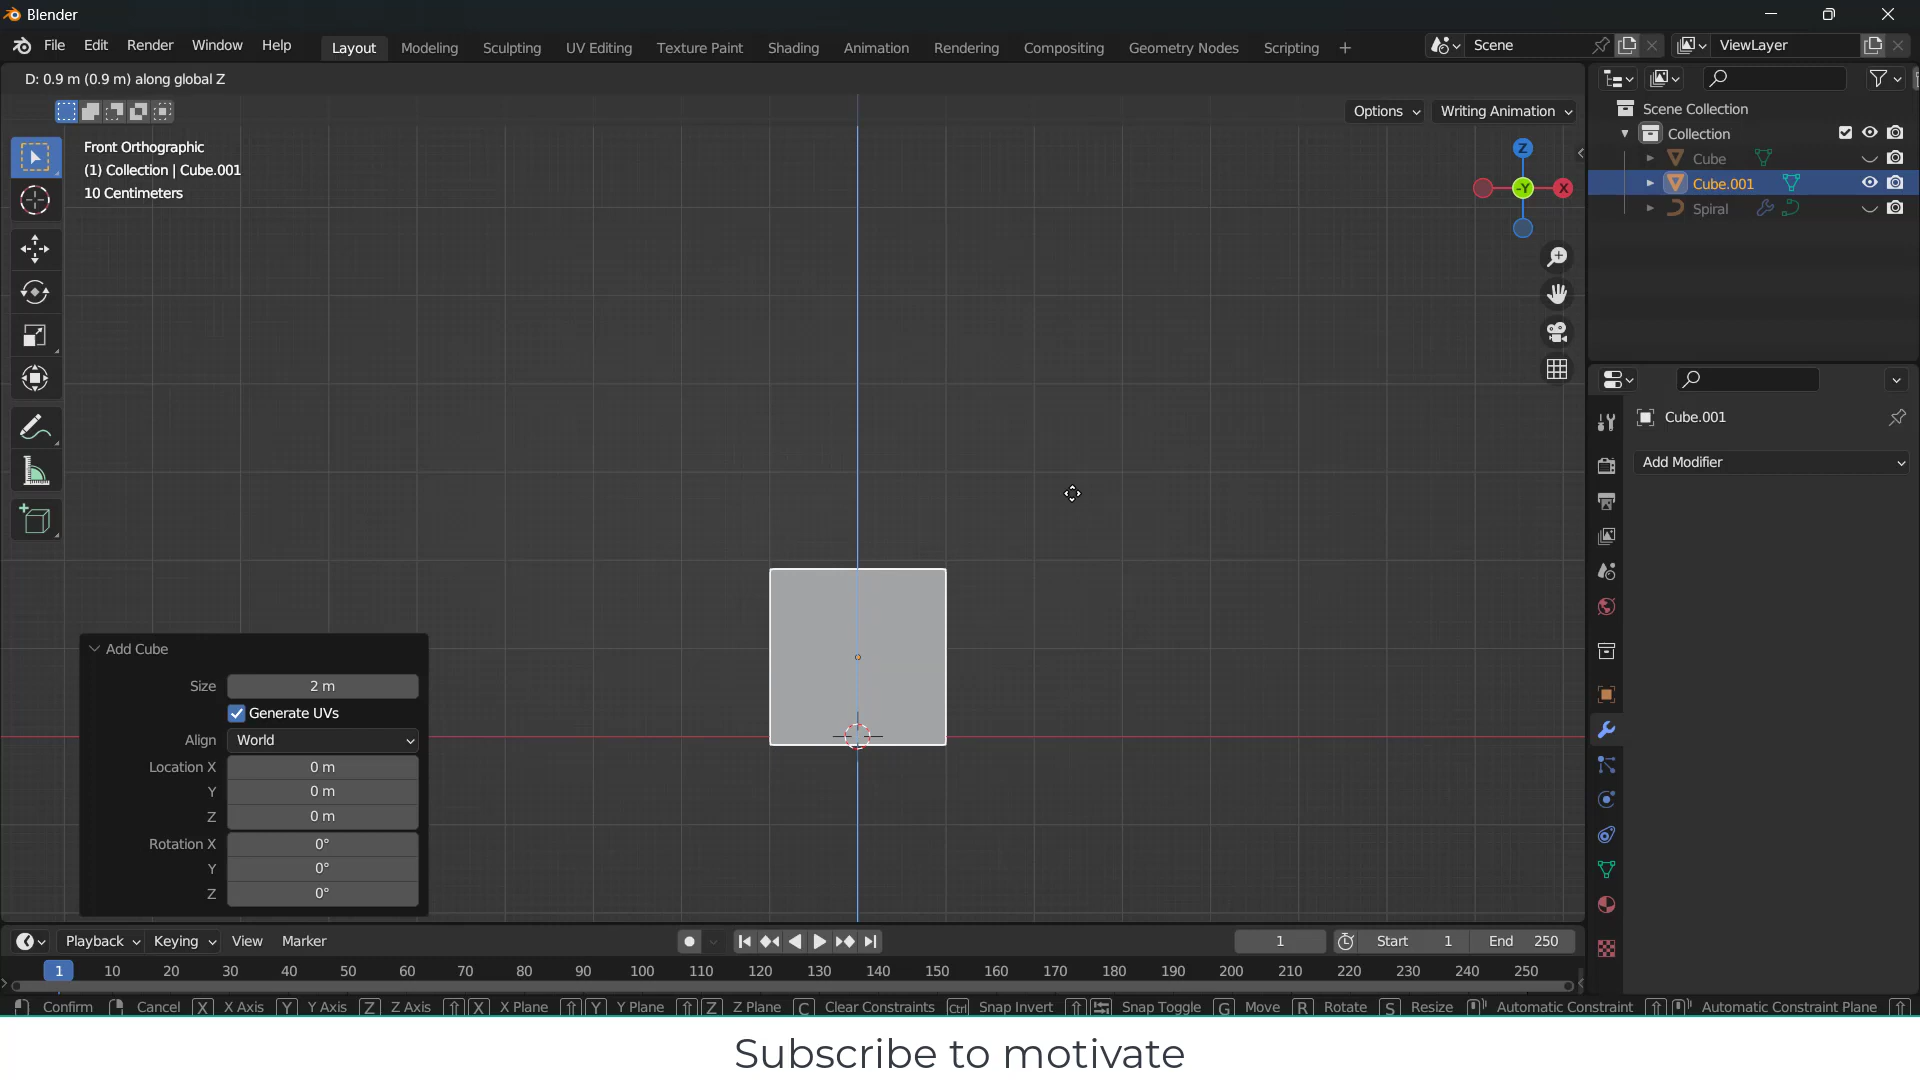 Blender
File Edit Render Window Help Layout Modeling Sculpting UV Editing Texture Paint Shading Animation Rendering Compositing Geometry Nodes Scripting + Scene ViewLayer
D: 0.9 m (0.9 m) along global Z
Options Writing Animation
Front Orthographic
(1) Collection | Cube.001
10 Centimeters
Z
-Y X
Scene Collection
Collection
Cube
Cube.001
Spiral
Cube.001
Add Modifier
Add Cube
Size 2 m
Generate UVs
Align World
Location X 0 m
Y 0 m
Z 0 m
Rotation X 0°
Y 0°
Z 0°
Playback Keying View Marker 1 Start 1 End 250
1 10 20 30 40 50 60 70 80 90 100 110 120 130 140 150 160 170 180 190 200 210 220 230 240 250
Confirm Cancel X X Axis Y Y Axis Z Z Axis X X Plane Y Y Plane Z Z Plane C Clear Constraints Ctrl Snap Invert Snap Toggle G Move R Rotate S Resize Automatic Constraint Automatic Constraint Plane
Subscribe to motivate